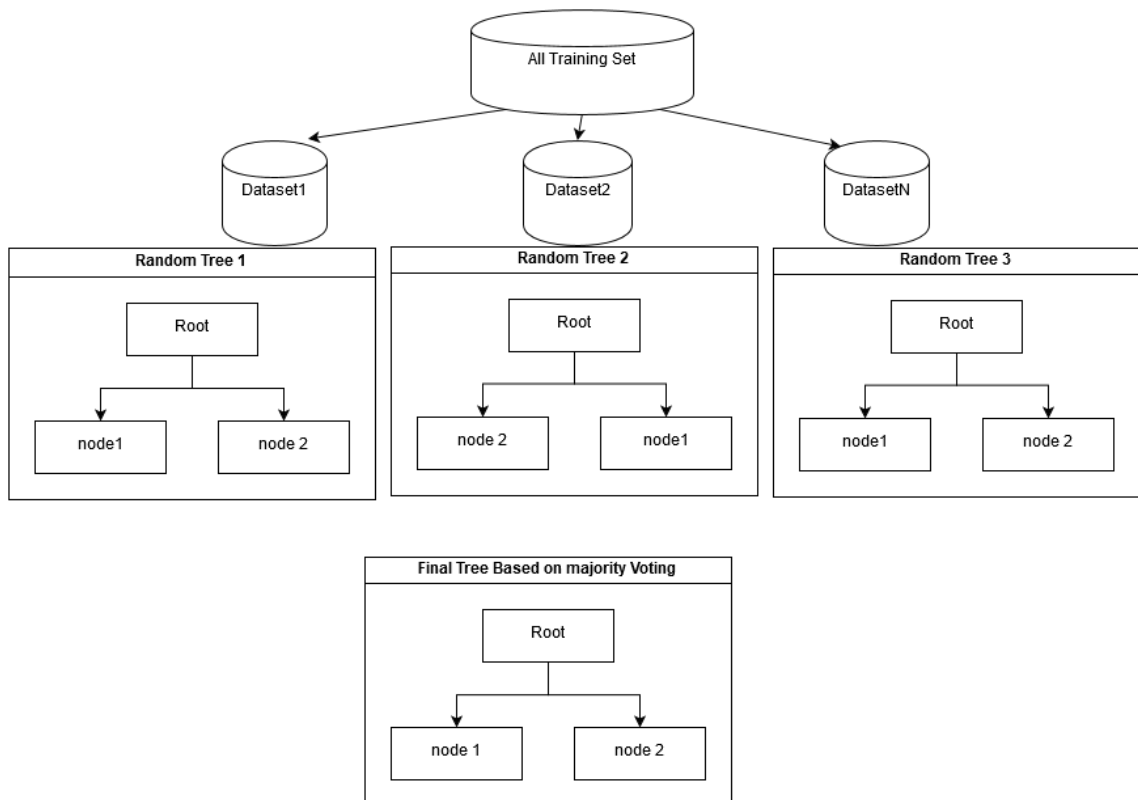 All Training Set
Dataset1
Dataset2
DatasetN
Random Tree 1
Random Tree 2
Random Tree 3
Root
Root
Root
node1
node 2
node 2
node1
node1
node 2
Final Tree Based on majority Voting
Root
node 1
node 2